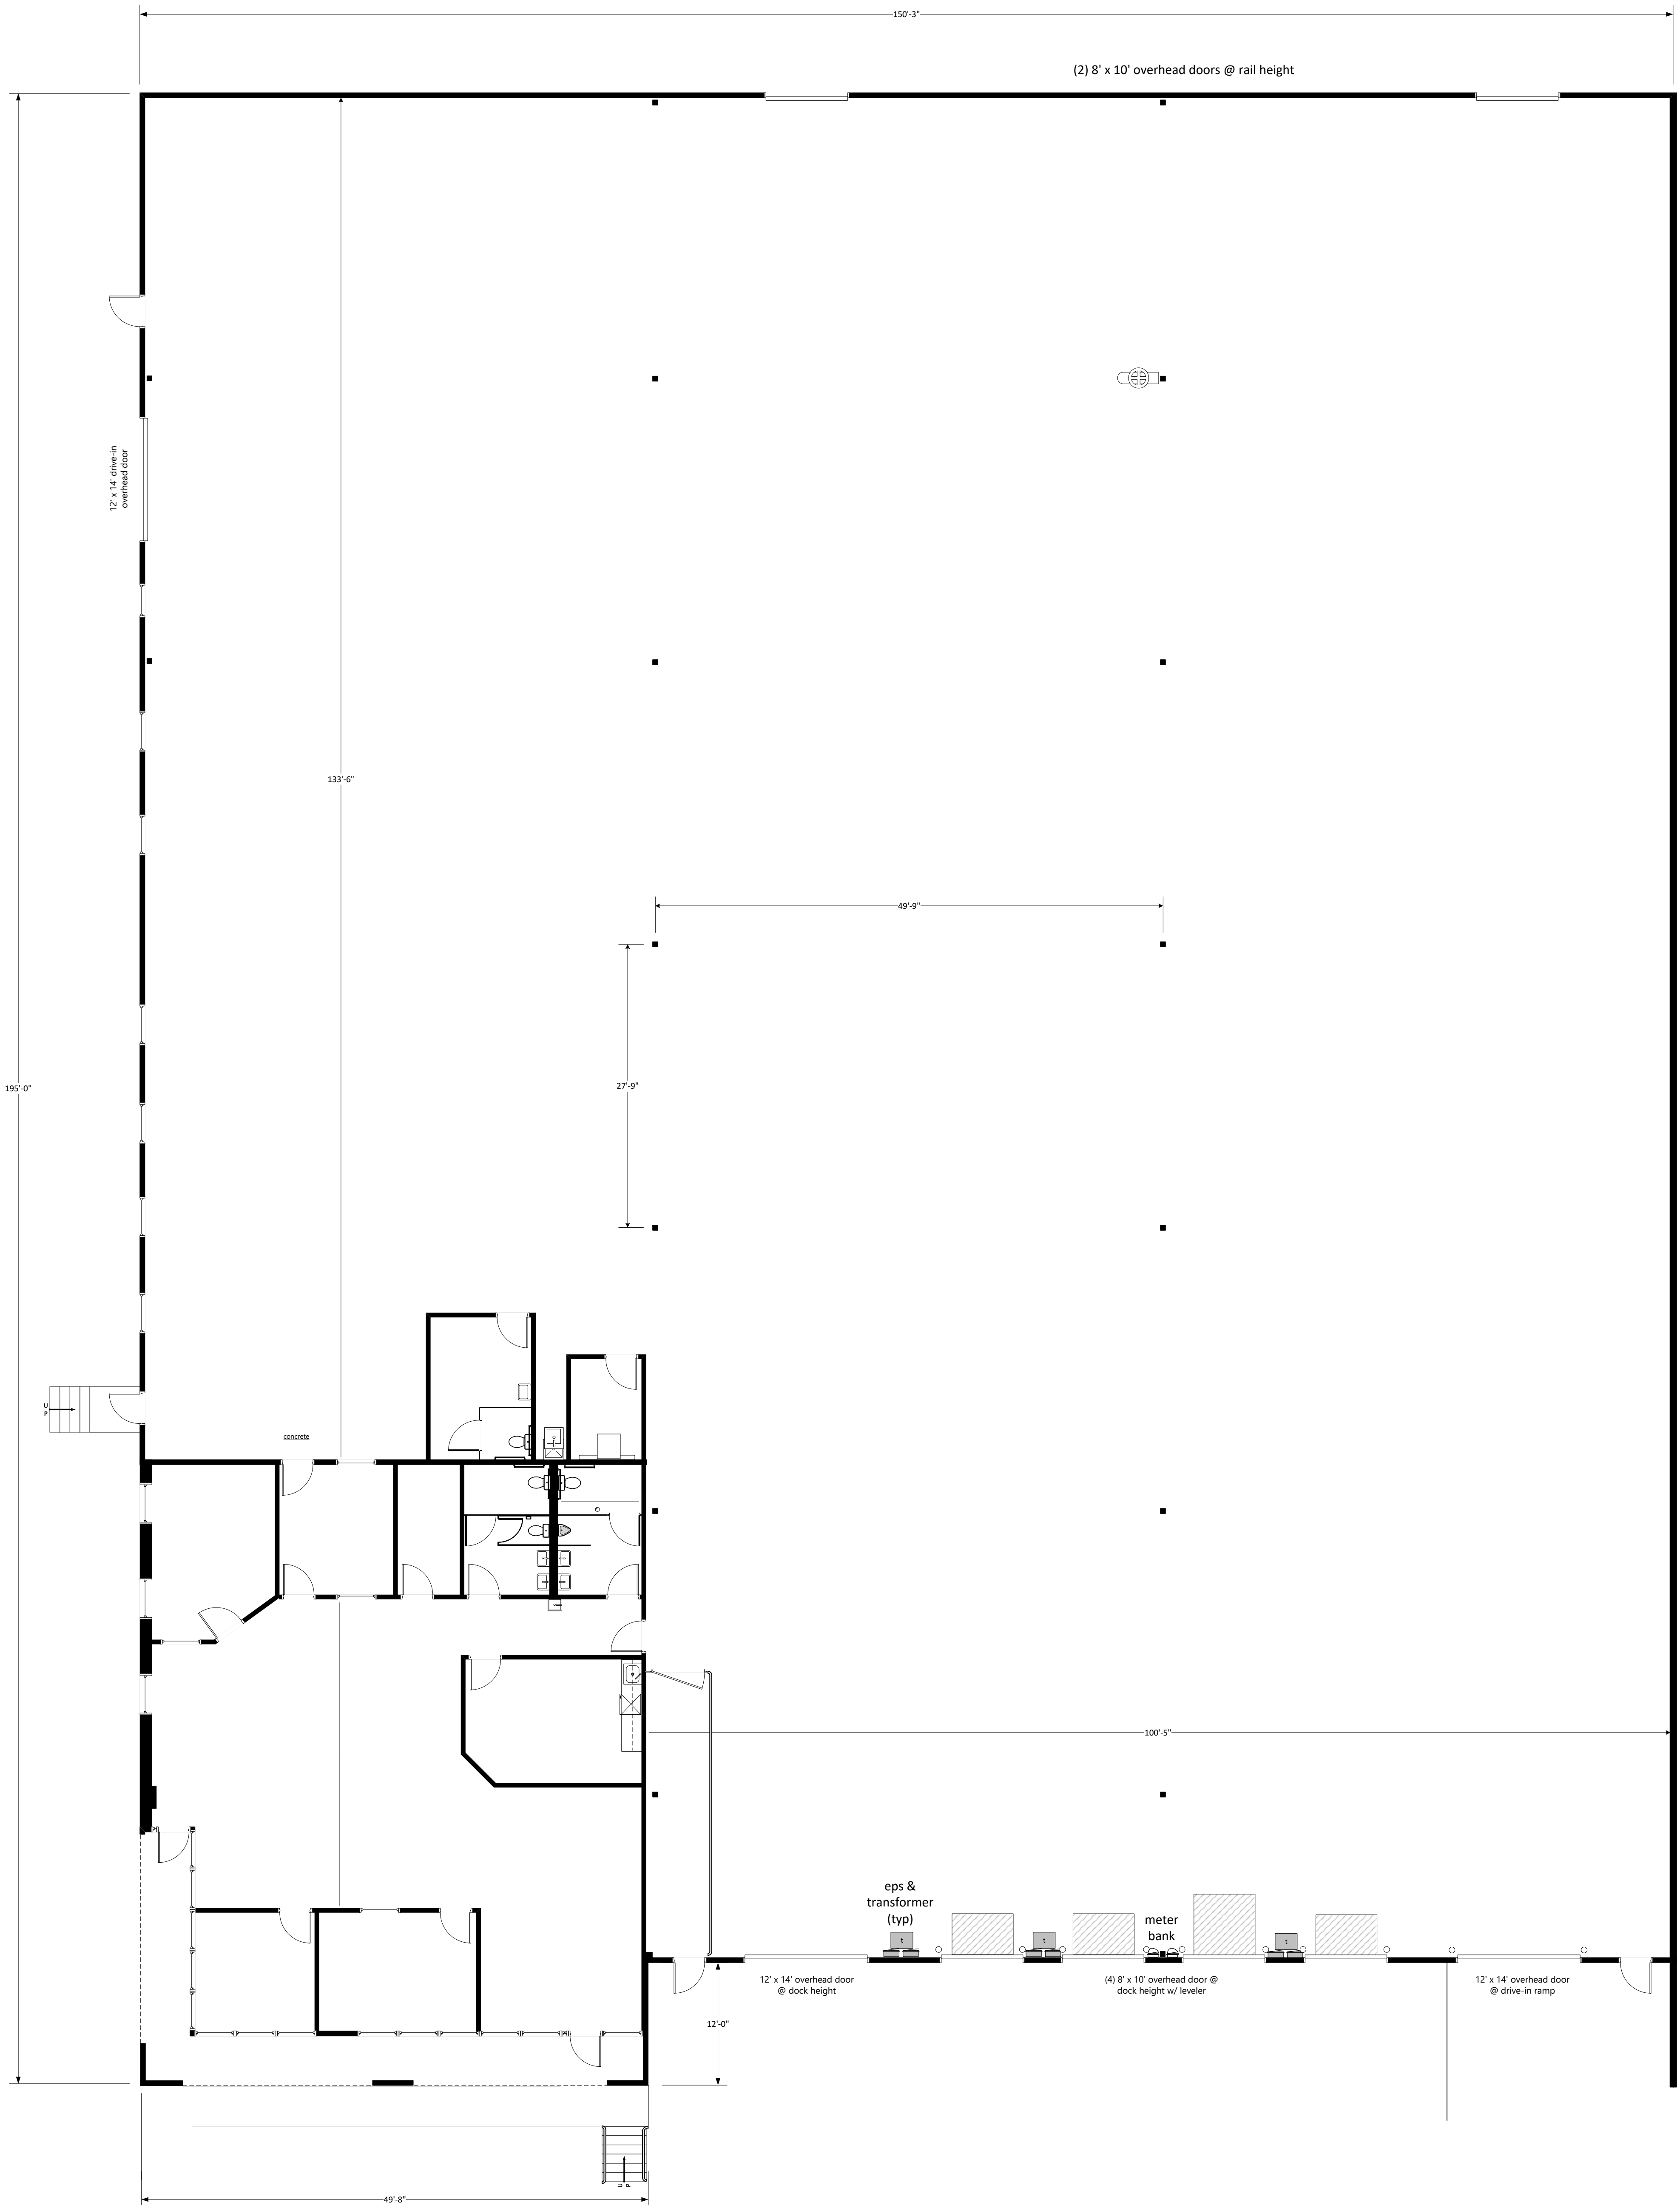 150'-3"
(2) 8' x 10' overhead doors @ rail height
12' x 14' drive-in
overhead door
133'-6"
49'-9"
195'-0"
27'-9"
U
P
concrete
100'-5"
eps &
transformer
(typ)
meter
bank
t
t
t
12' x 14' overhead door
@ dock height
(4) 8' x 10' overhead door @
dock height w/ leveler
12' x 14' overhead door
@ drive-in ramp
12'-0"
U
P
49'-8"